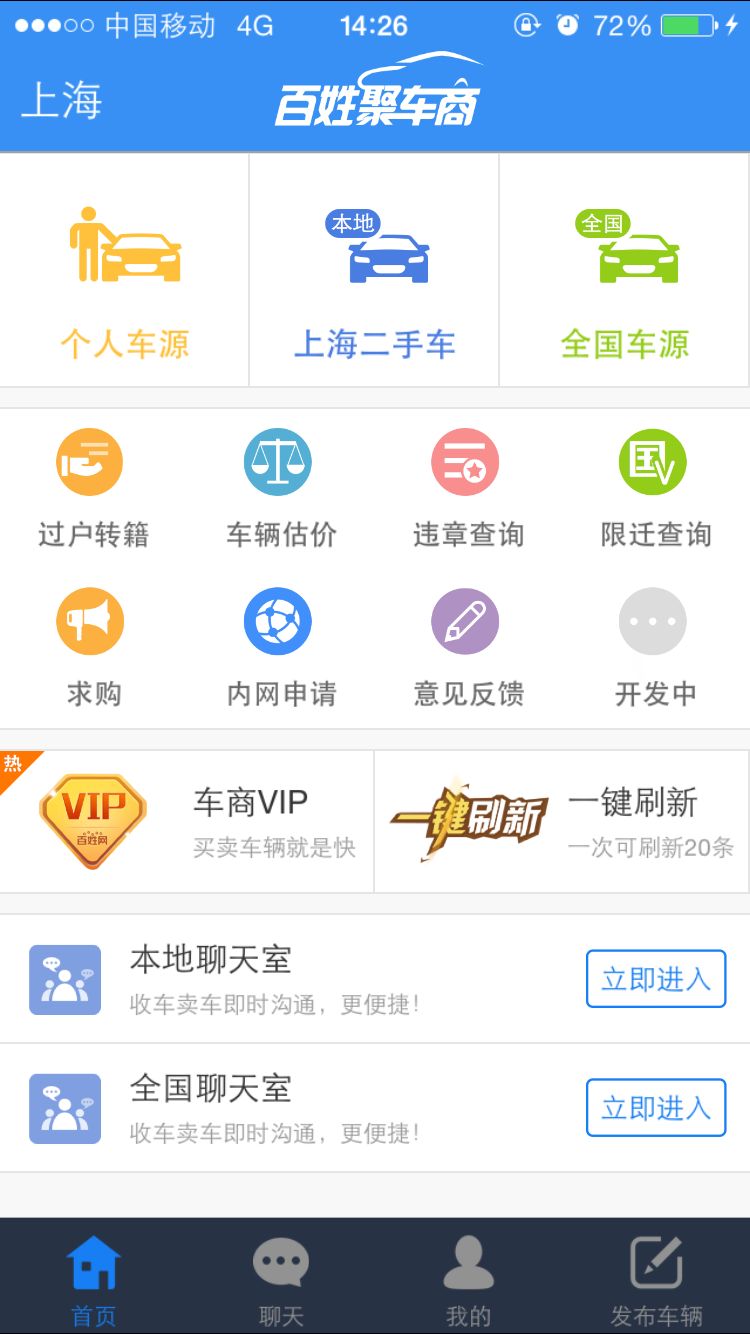 中国移动 4G 14:26 72%
上海 百姓聚车商
本地 全国
个人车源 上海二手车 全国车源
国
过户转籍 车辆估价 违章查询 限迁查询
求购 内网申请 意见反馈 开发中
热
VIP
百姓网
车商VIP
买卖车辆就是快
一键刷新
一键刷新
一次可刷新20条
本地聊天室
收车卖车即时沟通，更便捷！
立即进入
全国聊天室
收车卖车即时沟通，更便捷！
立即进入
首页 聊天 我的 发布车辆